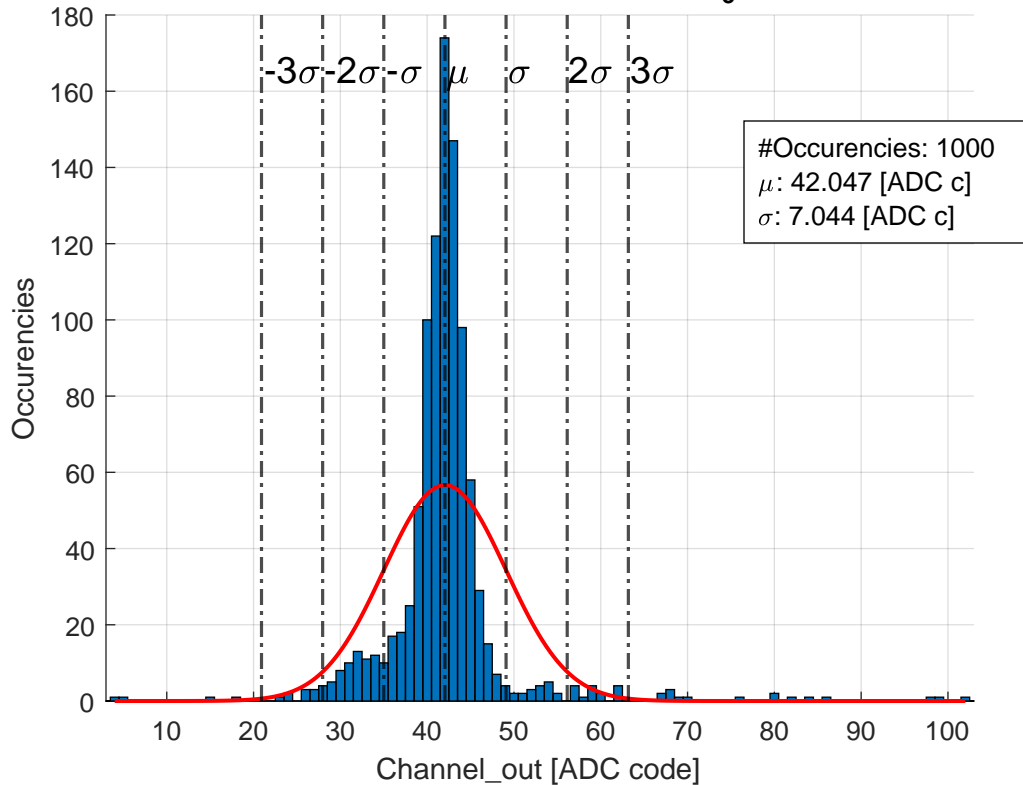 180
160
140
120
100
80
60
40
20
0
Occurencies
-3σ -2σ -σ μ σ 2σ 3σ
#Occurencies: 1000
μ: 42.047 [ADC c]
σ: 7.044 [ADC c]
10 20 30 40 50 60 70 80 90 100
Channel_out [ADC code]